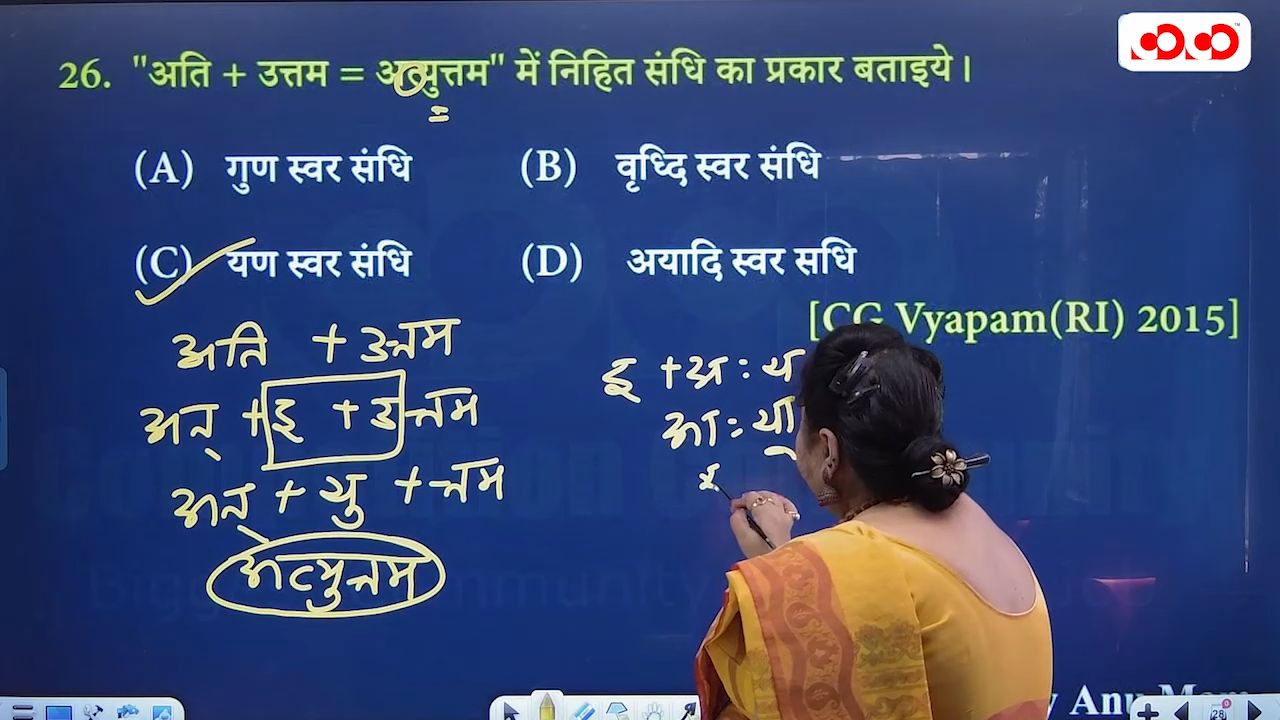 26. "अति + उत्तम = अत्युत्तम" में निहित संधि का प्रकार बताइये।
(A) गुण स्वर संधि (B) वृध्दि स्वर संधि
(C) यण स्वर संधि (D) अयादि स्वर सधि
[CG Vyapam(RI) 2015]
अति + उत्तम
अत् + इ + उ त्तम
अत् + यु + त्तम
अत्युत्तम
इ + अ : य
आ : या
28